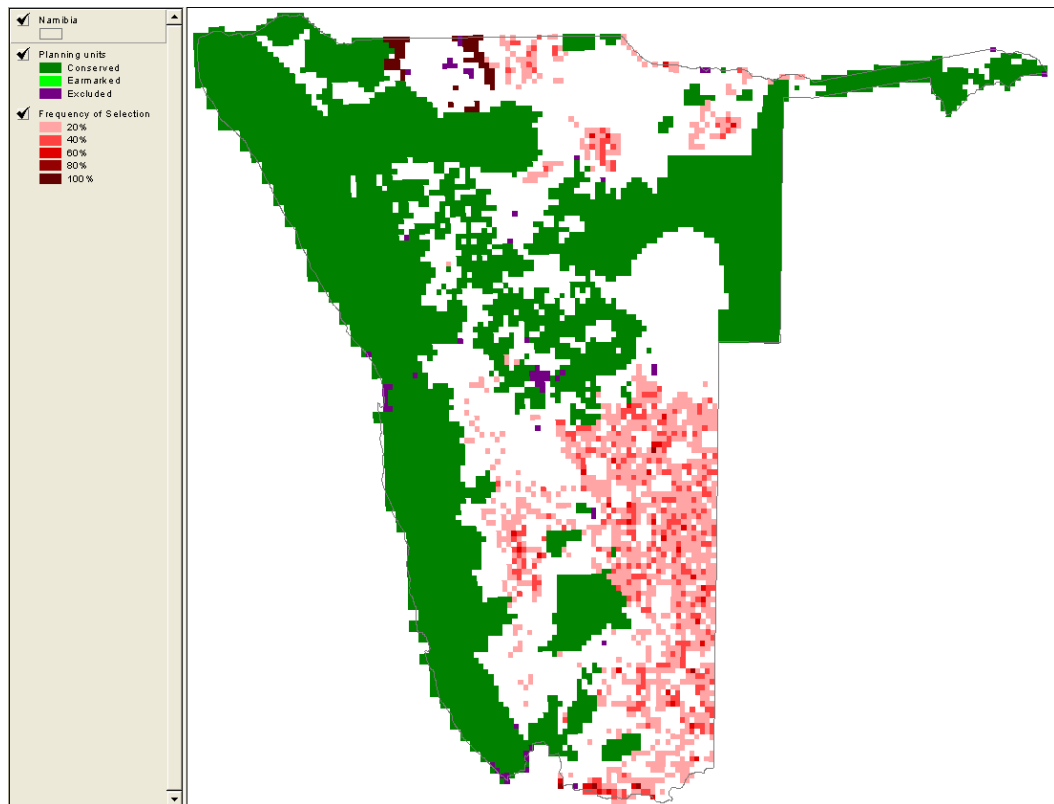 Namibia
Planning units
Conserved
Earmarked
Excluded
Frequency of Selection
20%
40%
60%
80%
100%